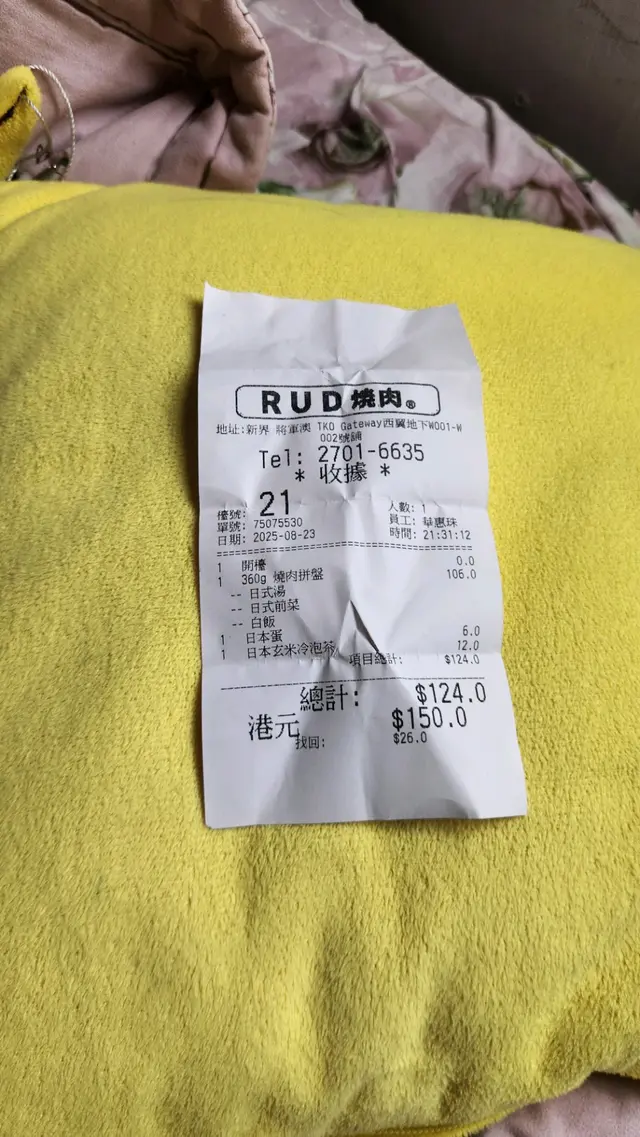 RUD燒肉®
地址:新界 將軍澳 TKO Gateway西翼地下W001-W
002號舖
Tel: 2701-6635
* 收據 *
檯號: 21 人數: 1
單號: 75075530 員工: 華惠珠
日期: 2025-08-23 時間: 21:31:12
1 開檯 0.0
1 360g 燒肉拼盤 106.0
-- 日式湯
-- 日式前菜
-- 白飯
1 日本蛋 6.0
1 日本玄米冷泡茶 12.0
項目總計: $124.0
總計: $124.0
港元 $150.0
找回: $26.0